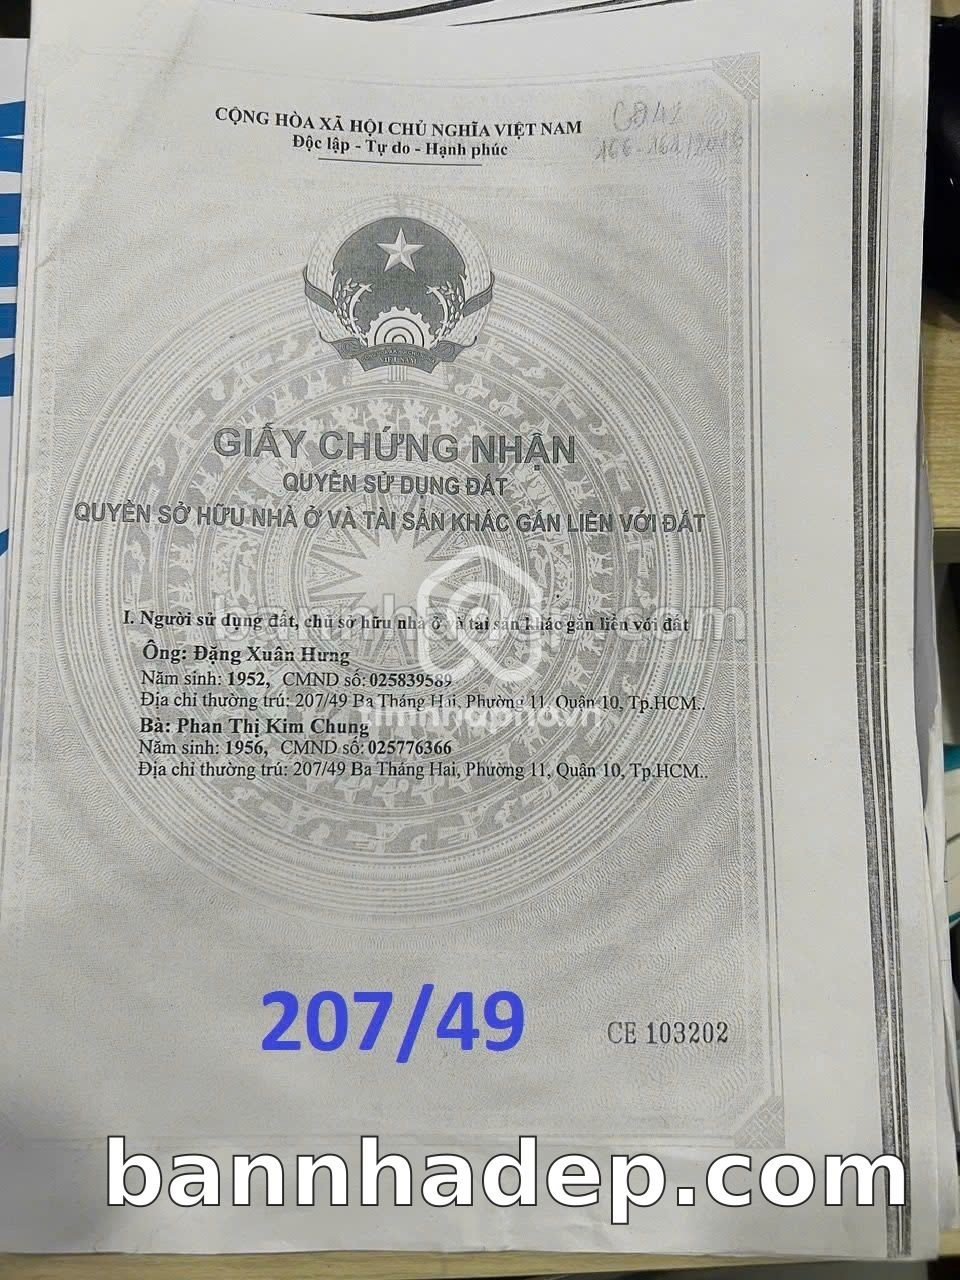 CỘNG HÒA XÃ HỘI CHỦ NGHĨA VIỆT NAM
Độc lập - Tự do - Hạnh phúc
VIỆT NAM
GIẤY CHỨNG NHẬN
QUYỀN SỬ DỤNG ĐẤT
QUYỀN SỞ HỮU NHÀ Ở VÀ TÀI SẢN KHÁC GẮN LIỀN VỚI ĐẤT
bannhadep.com
I. Người sử dụng đất, chủ sở hữu nhà ở và tài sản khác gắn liền với đất
Ông: Đặng Xuân Hưng
Năm sinh: 1952, CMND số: 025839589
Địa chỉ thường trú: 207/49 Ba Tháng Hai, Phường 11, Quận 10, Tp.HCM..
Bà: Phan Thị Kim Chung
Năm sinh: 1956, CMND số: 025776366
Địa chỉ thường trú: 207/49 Ba Tháng Hai, Phường 11, Quận 10, Tp.HCM..
207/49
CE 103202
bannhadep.com